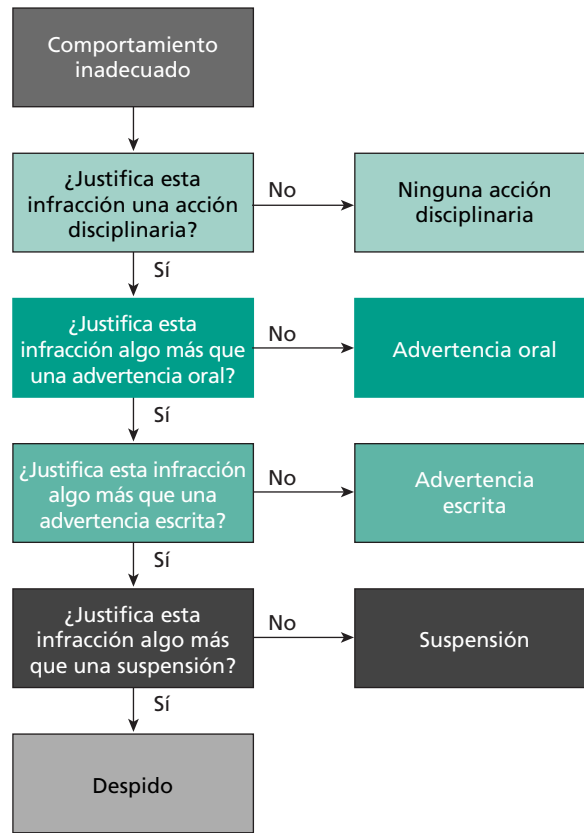 Comportamiento
inadecuado
¿Justifica esta
infracción una acción
disciplinaria?
No
Ninguna acción
disciplinaria
Sí
¿Justifica esta
infracción algo más que
una advertencia oral?
No
Advertencia oral
Sí
¿Justifica esta infracción
algo más que una
advertencia escrita?
No
Advertencia
escrita
Sí
¿Justifica esta
infracción algo más
que una suspensión?
No
Suspensión
Sí
Despido